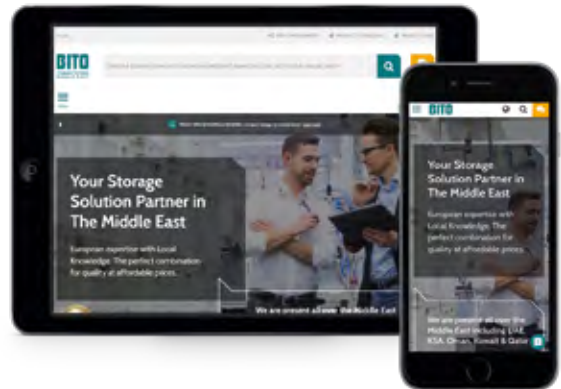 BITO
Your Storage
Solution Partner in
The Middle East
European expertise with Local
Knowledge. The perfect combination
for quality at affordable prices.
We are present all over the Middle East
BITO
Your Storage
Solution Partner in
The Middle East
European expertise with
Local Knowledge. The
perfect combination for
quality at affordable prices.
We are present all over the
Middle East including UAE,
KSA, Oman, Kuwait & Qatar